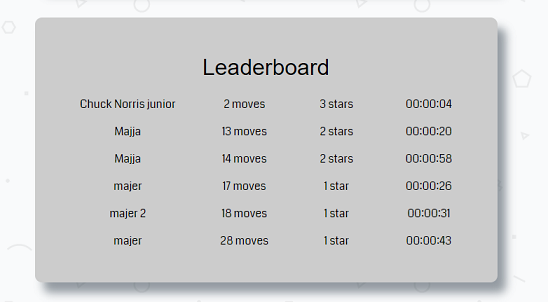 Leaderboard
Chuck Norris junior 2 moves 3 stars 00:00:04
Majja 13 moves 2 stars 00:00:20
Majja 14 moves 2 stars 00:00:58
majer 17 moves 1 star 00:00:26
majer 2 18 moves 1 star 00:00:31
majer 28 moves 1 star 00:00:43